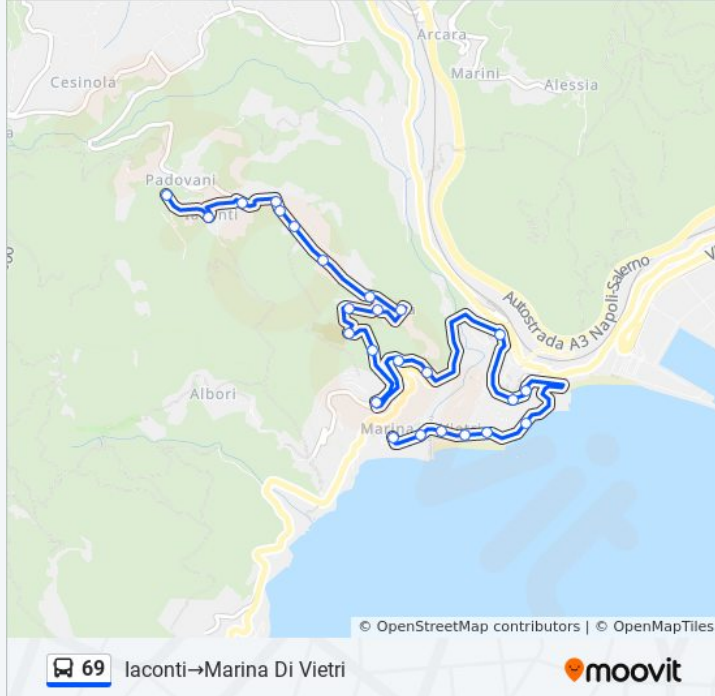 Arcara
Cesinola
Marini
Alessia
Padovani
Autostrada A3 Napoli-Salerno
Albori
Marina
© OpenStreetMap contributors | © OpenMapTiles
69 Iaconti→Marina Di Vietri moovit